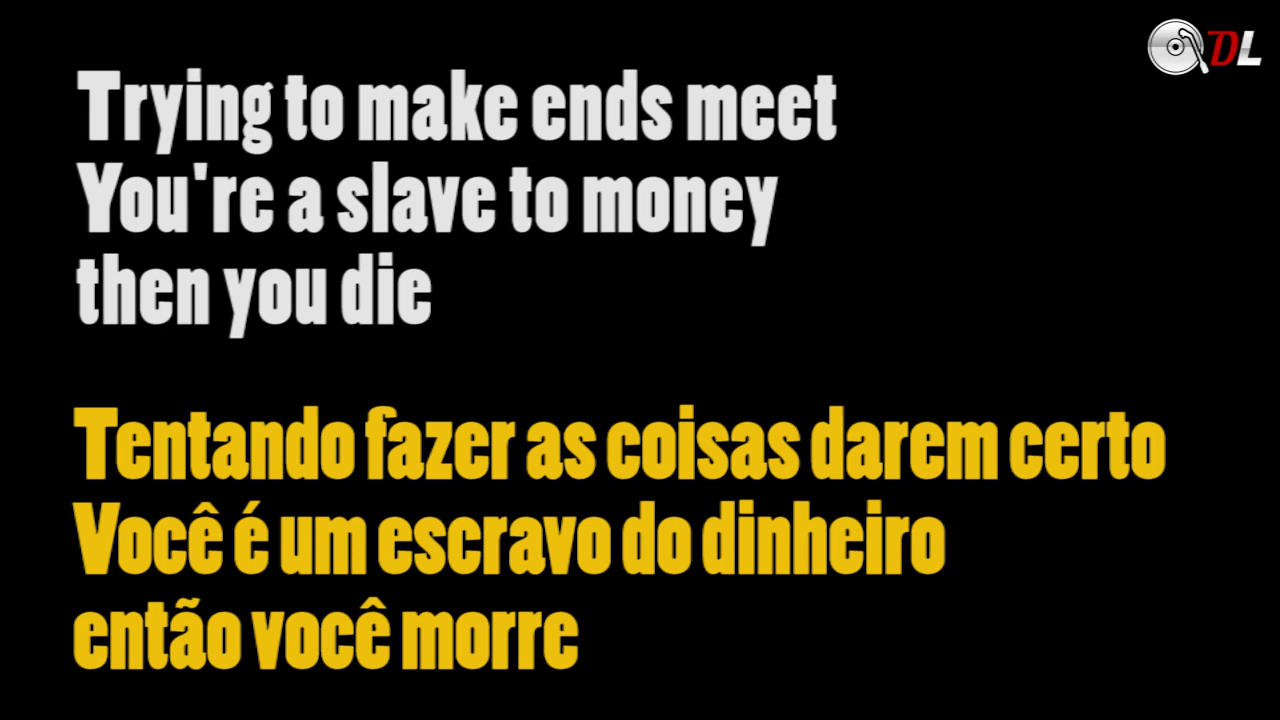 DL
Trying to make ends meet
You're a slave to money
then you die
Tentando fazer as coisas darem certo
Você é um escravo do dinheiro
então você morre